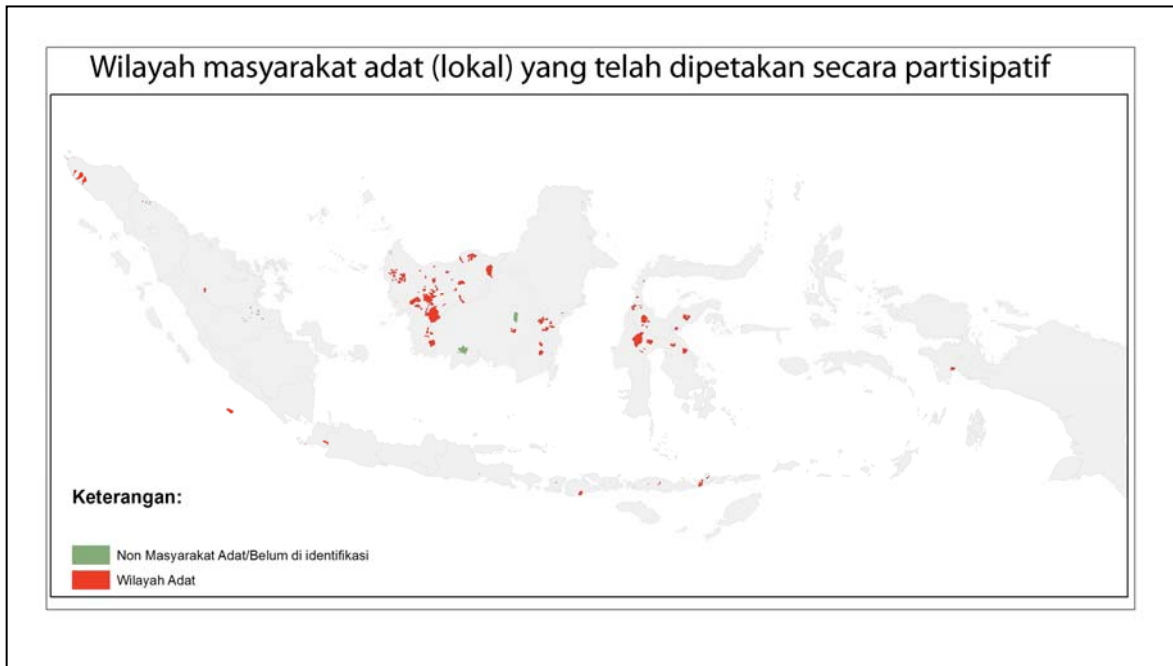 Wilayah masyarakat adat (lokal) yang telah dipetakan secara partisipatif
Keterangan:
Non Masyarakat Adat/Belum di identifikasi
Wilayah Adat